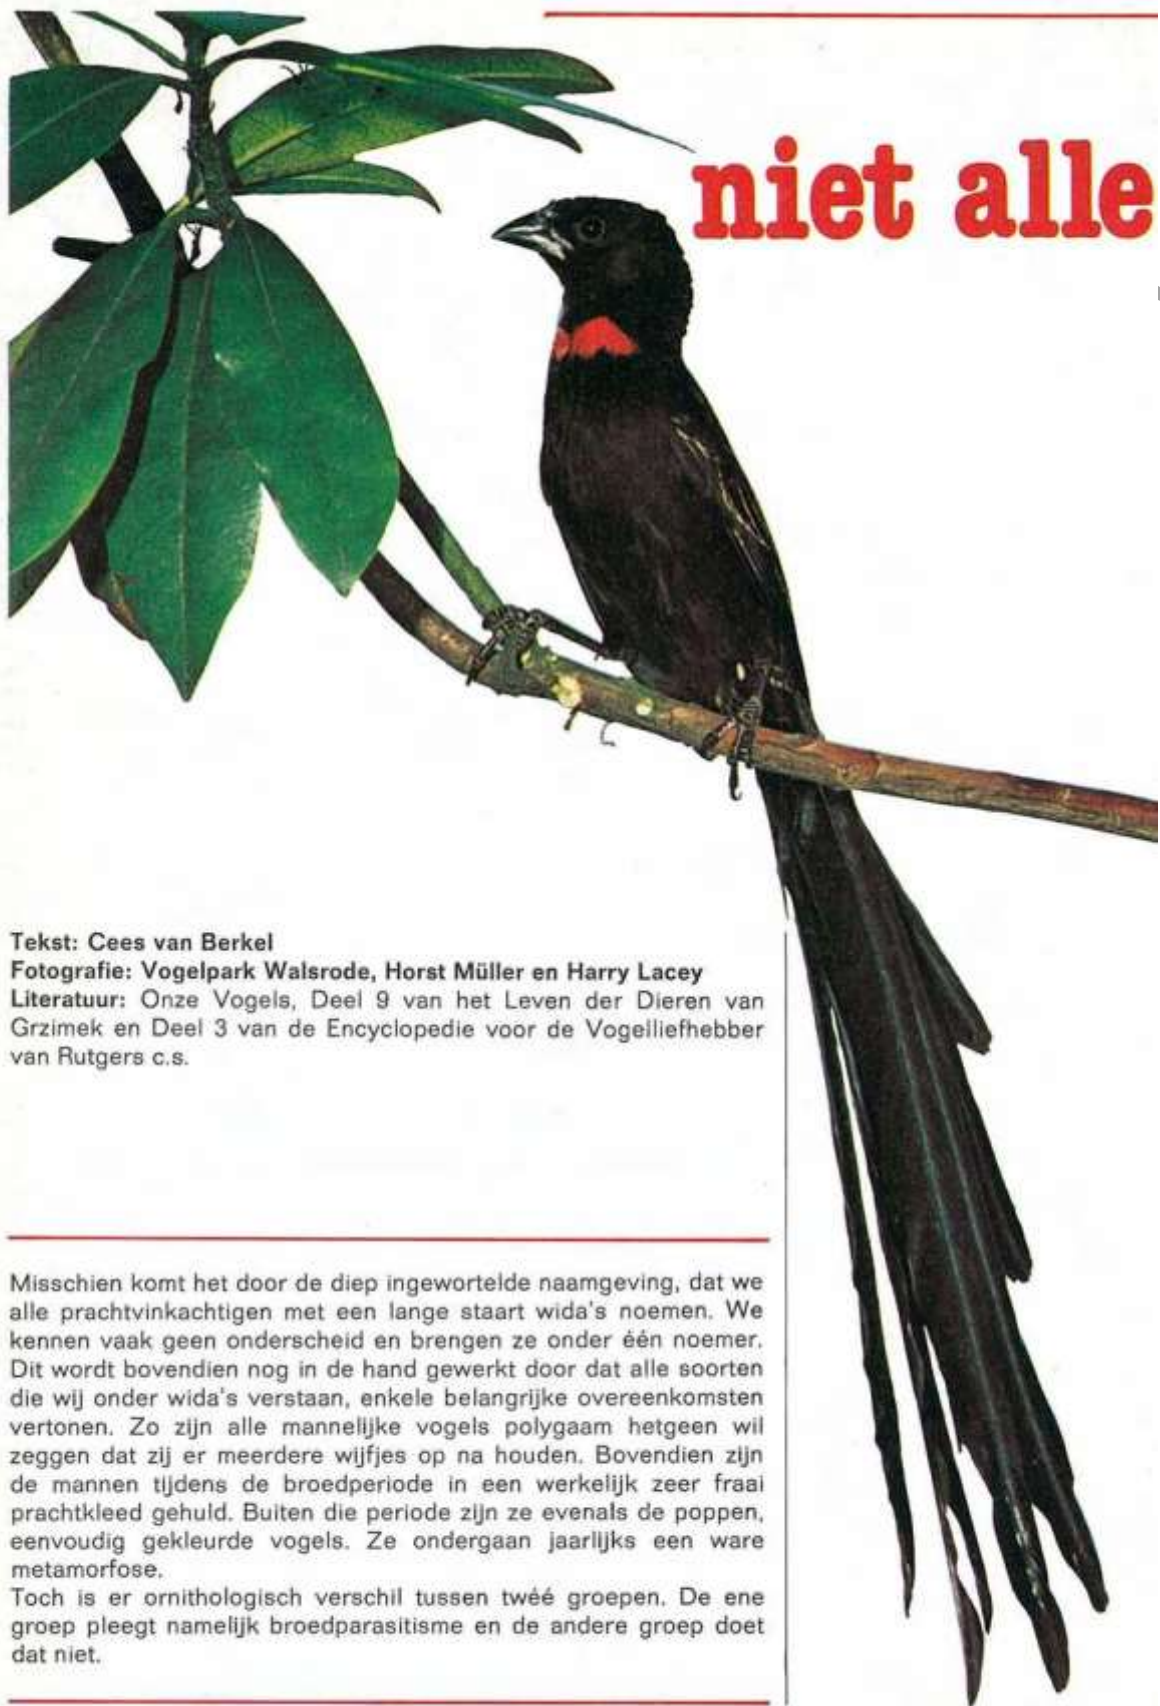 niet alle
Tekst: Cees van Berkel
Fotografie: Vogelpark Walsrode, Horst Müller en Harry Lacey
Literatuur: Onze Vogels, Deel 9 van het Leven der Dieren van
Grzimek en Deel 3 van de Encyclopedie voor de Vogelliefhebber
van Rutgers c.s.
Misschien komt het door de diep ingewortelde naamgeving, dat we
alle prachtvinkachtigen met een lange staart wida's noemen. We
kennen vaak geen onderscheid en brengen ze onder één noemer.
Dit wordt bovendien nog in de hand gewerkt door dat alle soorten
die wij onder wida's verstaan, enkele belangrijke overeenkomsten
vertonen. Zo zijn alle mannelijke vogels polygaam hetgeen wil
zeggen dat zij er meerdere wijfjes op na houden. Bovendien zijn
de mannen tijdens de broedperiode in een werkelijk zeer fraai
prachtkleed gehuld. Buiten die periode zijn ze evenals de poppen,
eenvoudig gekleurde vogels. Ze ondergaan jaarlijks een ware
metamorfose.
Toch is er ornithologisch verschil tussen twéé groepen. De ene
groep pleegt namelijk broedparasitisme en de andere groep doet
dat niet.